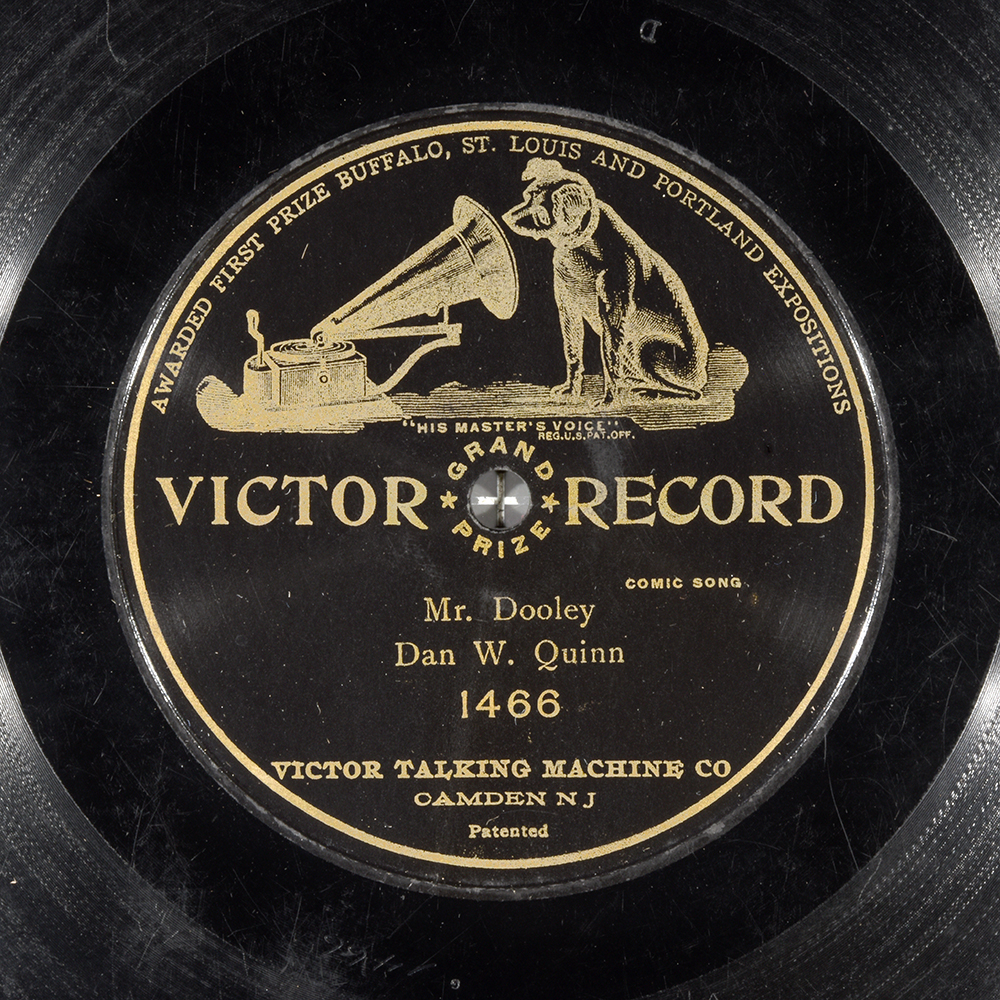 AWARDED FIRST PRIZE BUFFALO, ST. LOUIS AND PORTLAND EXPOSITIONS
"HIS MASTER'S VOICE"
REG.U.S.PAT.OFF.
GRAND
VICTOR RECORD
PRIZE
COMIC SONG
Mr. Dooley
Dan W. Quinn
1466
VICTOR TALKING MACHINE CO
CAMDEN N J
Patented